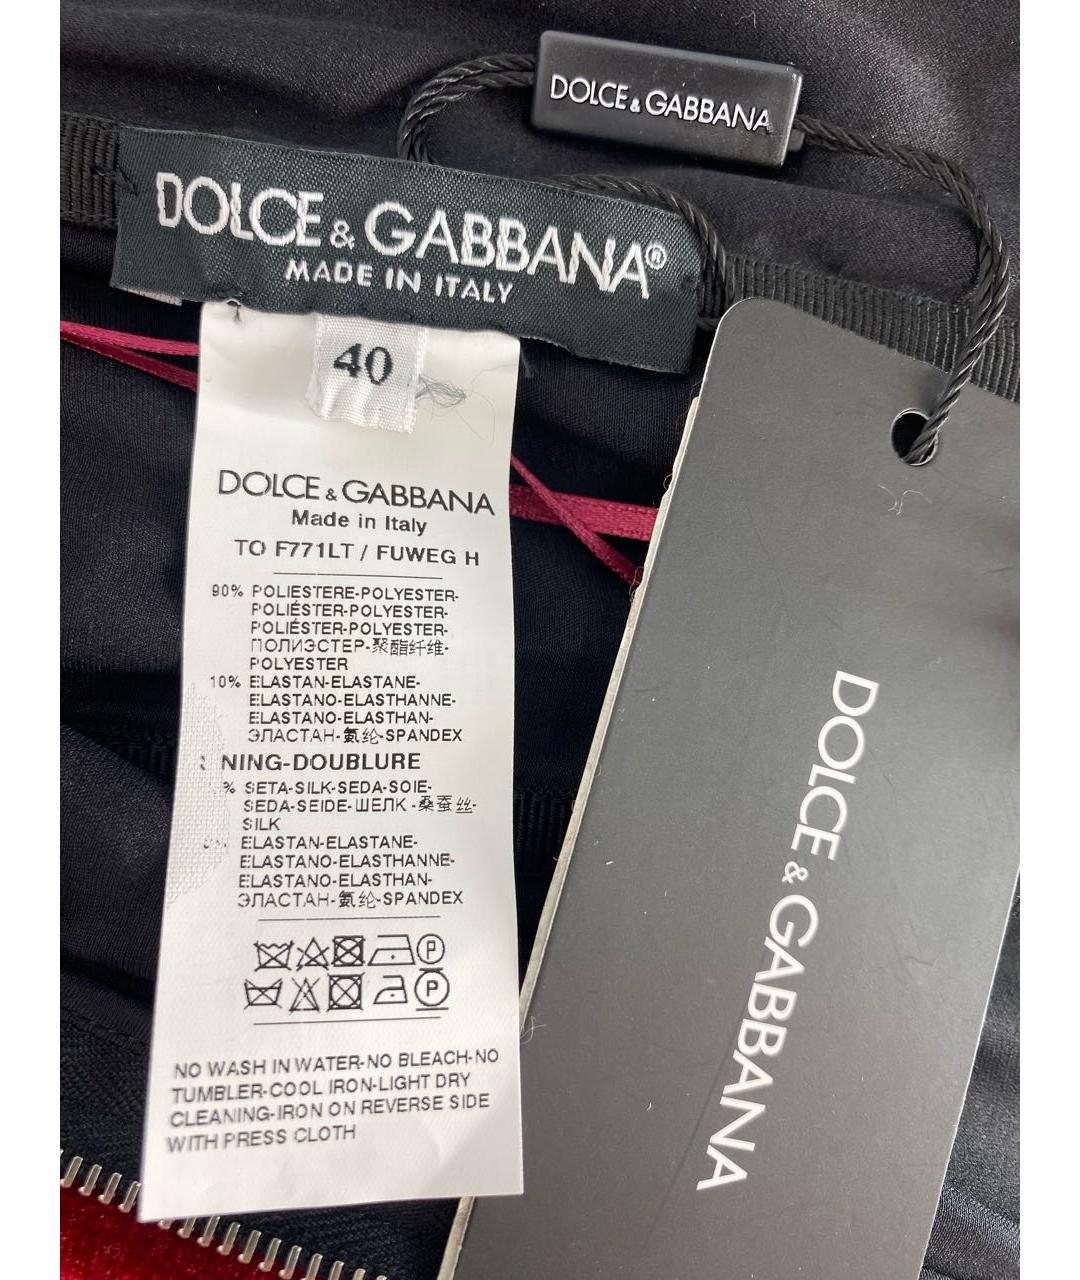 DOLCE & GABBANA
DOLCE & GABBANA®
MADE IN ITALY
40
DOLCE & GABBANA
Made in Italy
TO F771LT / FUWEG H
90% POLIESTERE-POLYESTER-
POLIÉSTER-POLYESTER-
POLIÉSTER-POLYESTER-
ПОЛИЭСТЕР-聚酯纤维-
POLYESTER
10% ELASTAN-ELASTANE-
ELASTANO-ELASTHANNE-
ELASTANO-ELASTHAN-
ЭЛАСТАН-氨纶-SPANDEX
NING-DOUBLURE
% SETA-SILK-SEDA-SOIE-
SEDA-SEIDE-ШЕЛК-桑蚕丝-
SILK
ELASTAN-ELASTANE-
ELASTANO-ELASTHANNE-
ELASTANO-ELASTHAN-
ЭЛАСТАН-氨纶-SPANDEX
P
P
NO WASH IN WATER-NO BLEACH-NO
TUMBLER-COOL IRON-LIGHT DRY
CLEANING-IRON ON REVERSE SIDE
WITH PRESS CLOTH
DOLCE & GABBANA